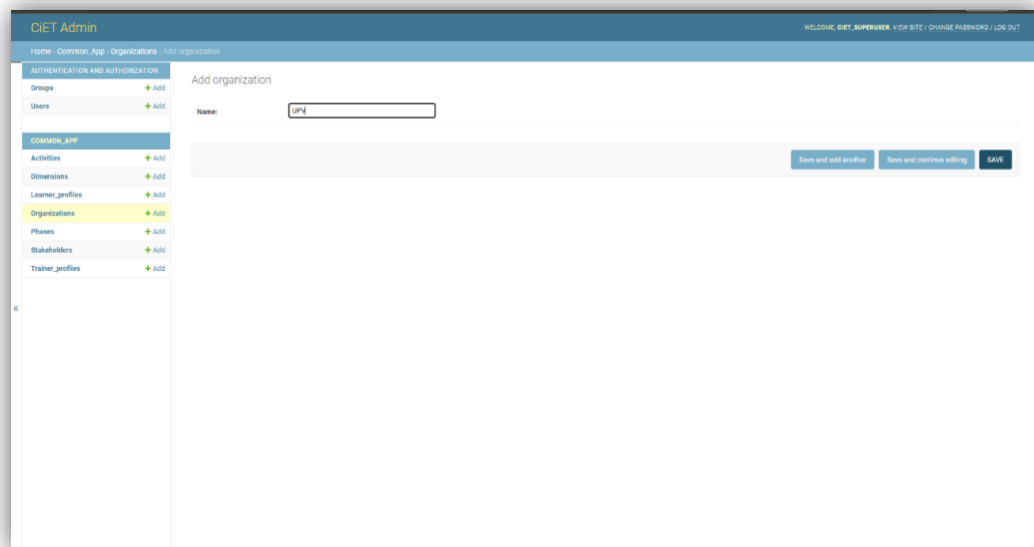 CiET Admin
WELCOME, CIET_SUPERUSER. VIEW SITE / CHANGE PASSWORD / LOG OUT
Home › Common_App › Organizations › Add organization
AUTHENTICATION AND AUTHORIZATION
Groups + Add
Users + Add
COMMON_APP
Activities + Add
Dimensions + Add
Learner_profiles + Add
Organizations + Add
Phases + Add
Stakeholders + Add
Trainer_profiles + Add
«
Add organization
Name: UPV
Save and add another Save and continue editing SAVE